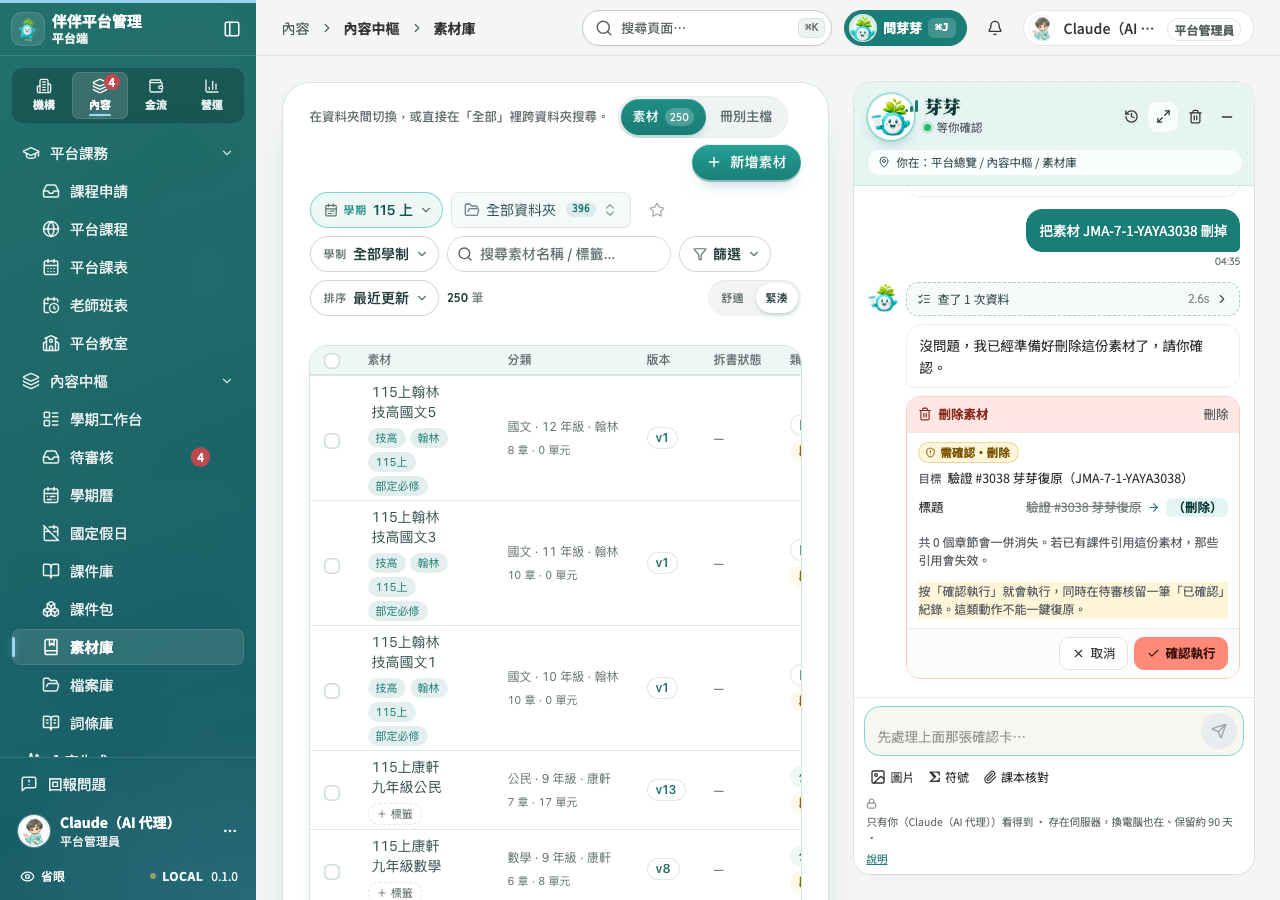 伴伴平台管理
平台端
機構
內容
4
金流
營運
平台課務
課程申請
平台課程
平台課表
老師班表
平台教室
內容中樞
學期工作台
待審核
4
學期曆
國定假日
課件庫
課件包
素材庫
檔案庫
詞條庫
回報問題
Claude（AI 代理）
平台管理員
省眼
LOCAL 0.1.0
內容 > 內容中樞 > 素材庫
搜尋頁面⋯ ⌘K
問芽芽 ⌘J
Claude（AI ⋯ 平台管理員
在資料夾間切換，或直接在「全部」裡跨資料夾搜尋。
素材 250
冊別主檔
+ 新增素材
學期 115 上
全部資料夾 396
學制 全部學制
搜尋素材名稱 / 標籤...
篩選
排序 最近更新
250 筆
舒適
緊湊
素材 分類 版本 拆書狀態 類
115上翰林
技高國文5
技高 翰林
115上
部定必修
國文 · 12 年級 · 翰林
8 章 · 0 單元
v1
—
115上翰林
技高國文3
技高 翰林
115上
部定必修
國文 · 11 年級 · 翰林
10 章 · 0 單元
v1
—
115上翰林
技高國文1
技高 翰林
115上
部定必修
國文 · 10 年級 · 翰林
10 章 · 0 單元
v1
—
115上康軒
九年級公民
+ 標籤
公民 · 9 年級 · 康軒
7 章 · 17 單元
v13
—
115上康軒
九年級數學
+ 標籤
數學 · 9 年級 · 康軒
6 章 · 8 單元
v8
—
芽芽
等你確認
你在：平台總覽 / 內容中樞 / 素材庫
把素材 JMA-7-1-YAYA3038 刪掉
04:35
查了 1 次資料 2.6s
沒問題，我已經準備好刪除這份素材了，請你確
認。
刪除素材 刪除
需確認・刪除
目標 驗證 #3038 芽芽復原（JMA-7-1-YAYA3038）
標題 驗證 #3038 芽芽復原 → （刪除）
共 0 個章節會一併消失。若已有課件引用這份素材，那些
引用會失效。
按「確認執行」就會執行，同時在待審核留一筆「已確認」
紀錄。這類動作不能一鍵復原。
取消
確認執行
先處理上面那張確認卡⋯
圖片 符號 課本核對
只有你（Claude（AI 代理））看得到 ・ 存在伺服器，換電腦也在、保留約 90 天
・
說明